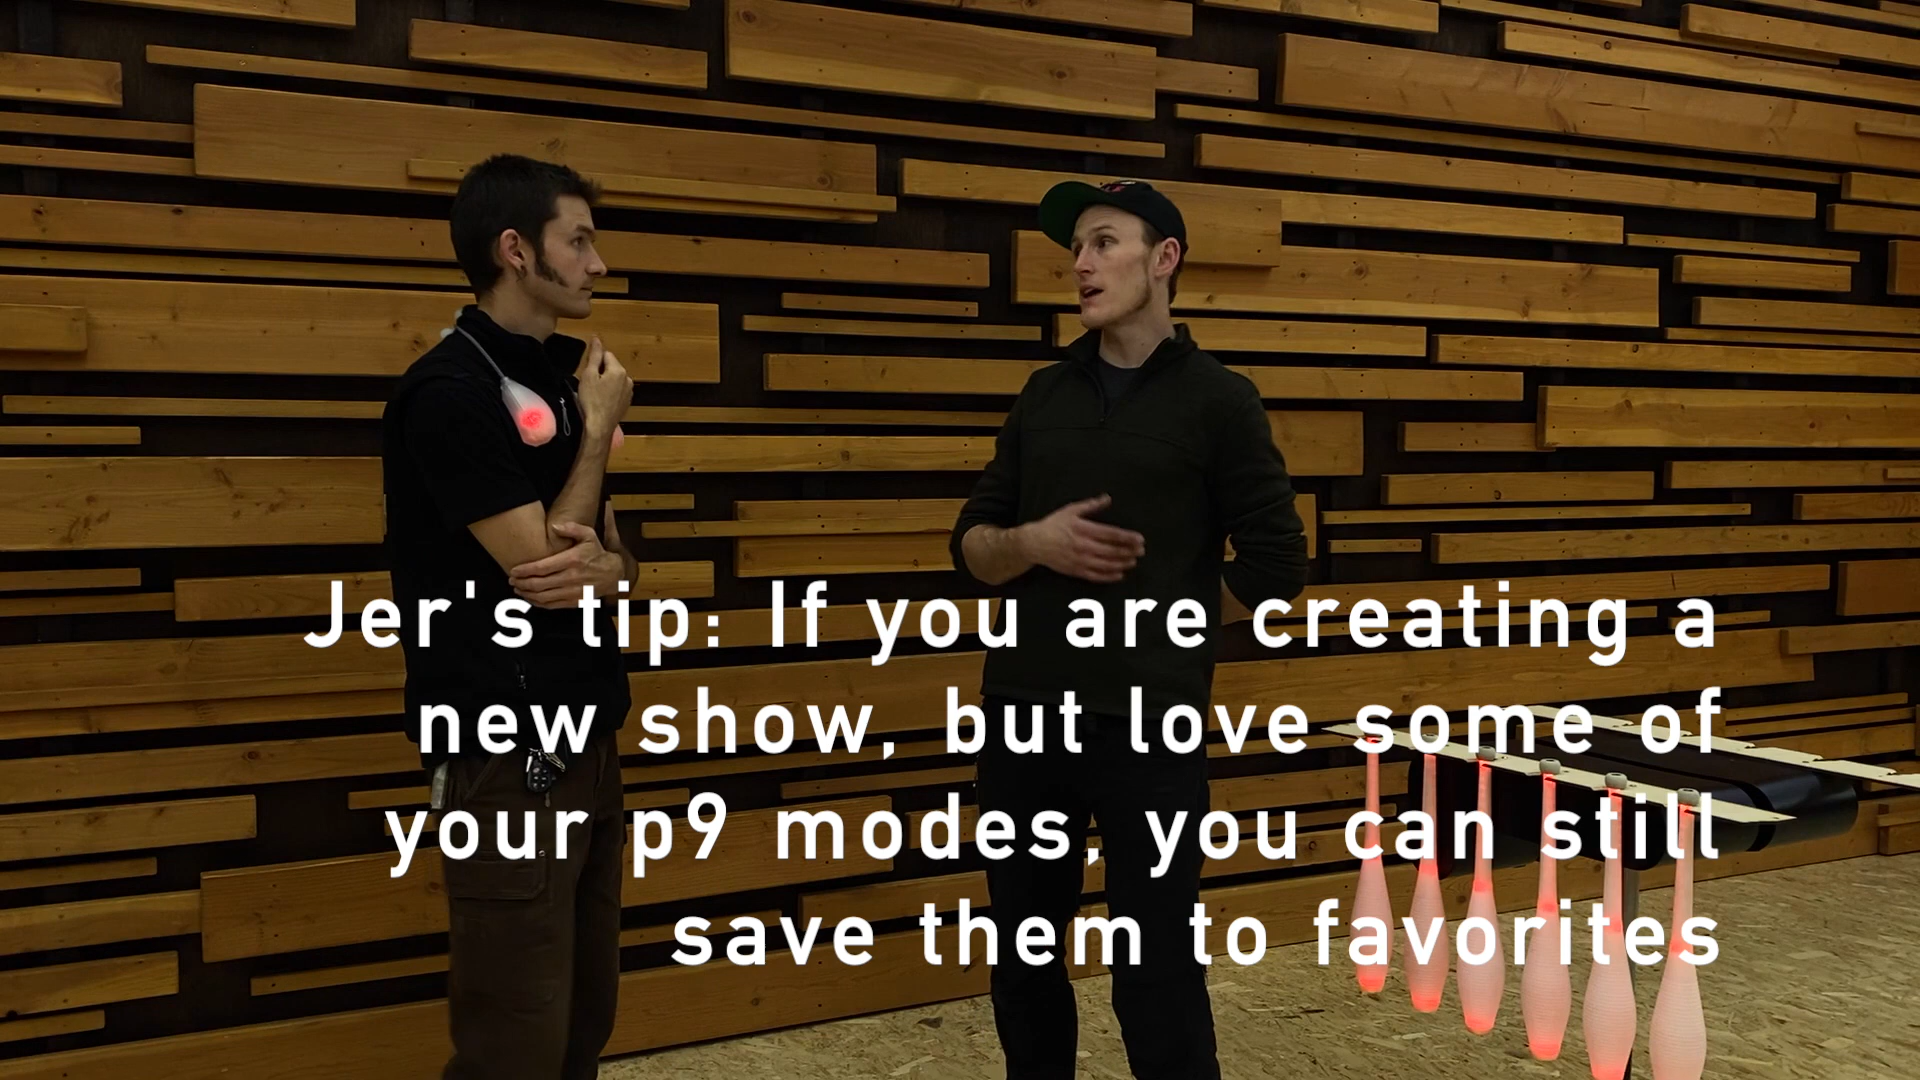 Jer's tip: If you are creating a
new show, but love some of
your p9 modes, you can still
save them to favorites